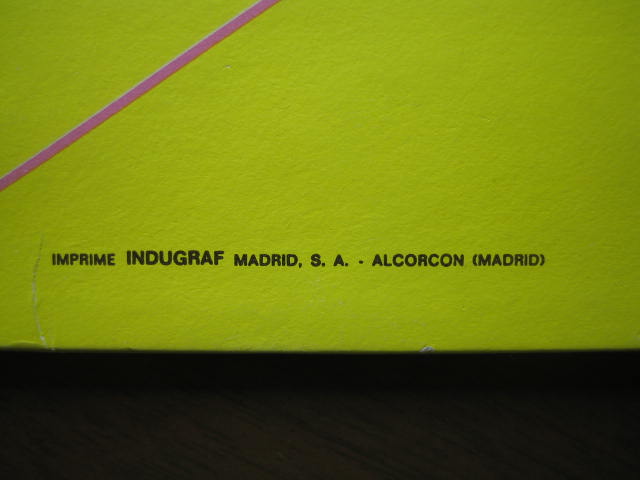 IMPRIME INDUGRAF MADRID, S. A. - ALCORCON (MADRID)